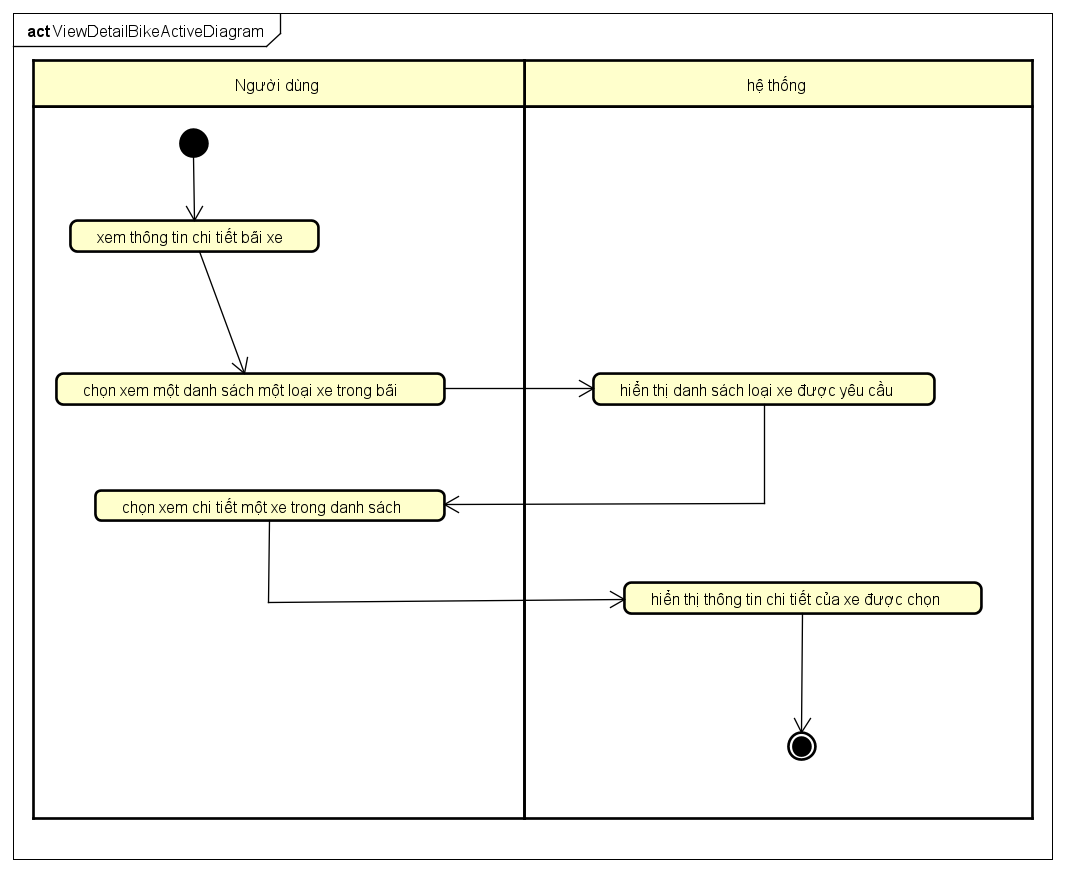 act ViewDetailBikeActiveDiagram
Người dùng
hệ thống
xem thông tin chi tiết bãi xe
chọn xem một danh sách một loại xe trong bãi
hiển thị danh sách loại xe được yêu cầu
chọn xem chi tiết một xe trong danh sách
hiển thị thông tin chi tiết của xe được chọn